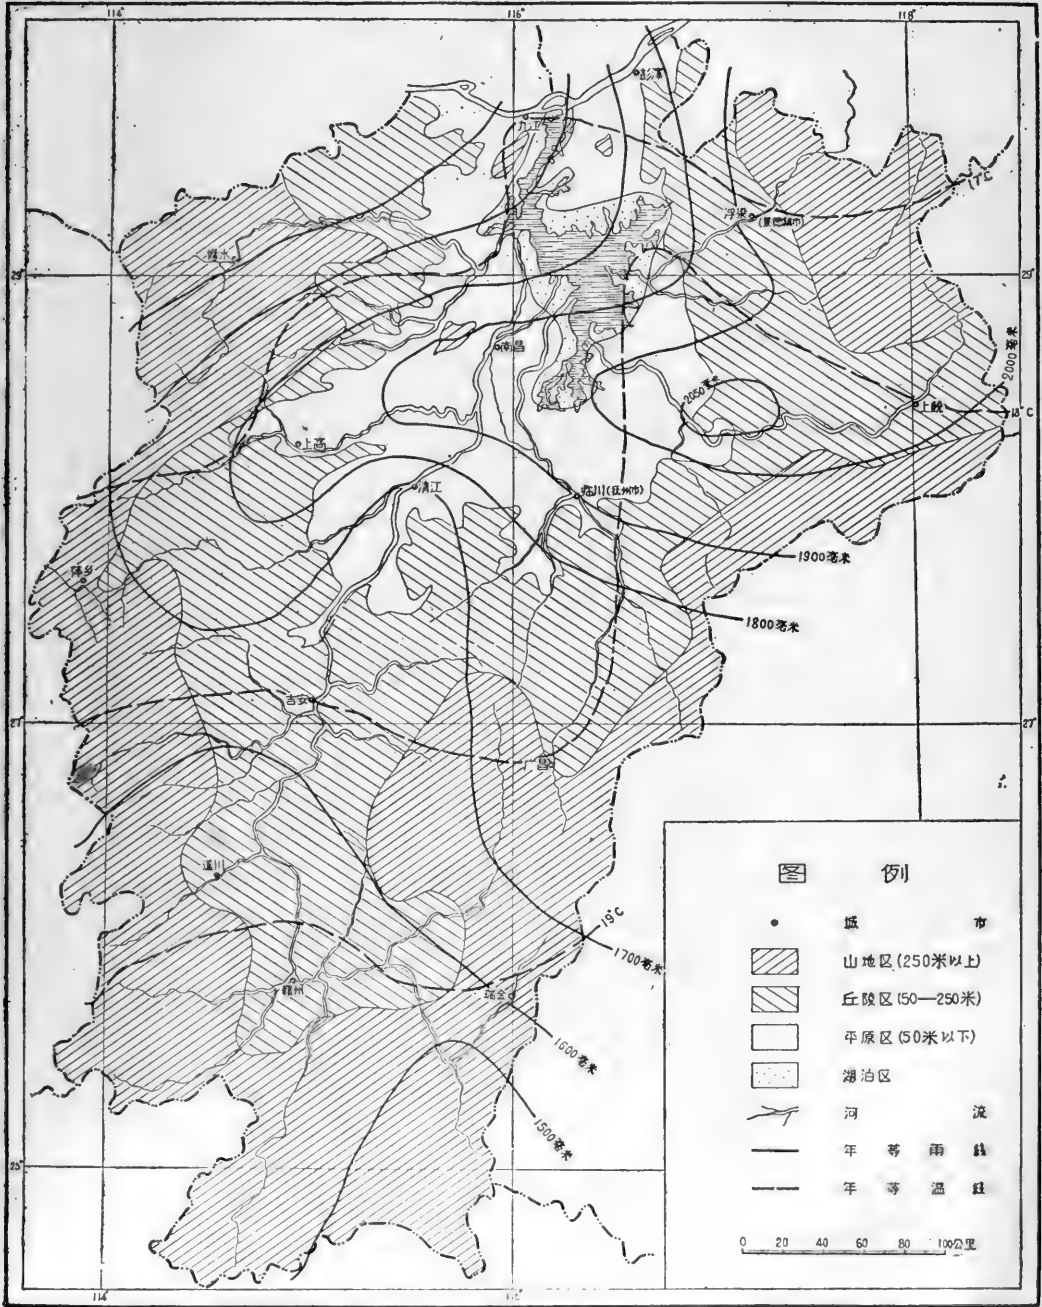 114°
116°
118°
彭泽
九江
17°C
浮梁
(景德镇市)
修水
29°
29°
南昌
2000毫米
2050毫米
上饶
18°C
上高
清江
临川(抚州市)
1900毫米
萍乡
1800毫米
吉安
27°
27°
广昌
遂川
19°C
1700毫米
赣州
瑞金
1600毫米
1500毫米
25°
114°
图 例
城 市
山地区(250米以上)
丘陵区(50—250米)
平原区(50米以下)
湖泊区
河 流
年 等 雨 线
年 等 温 线
0 20 40 60 80 100公里